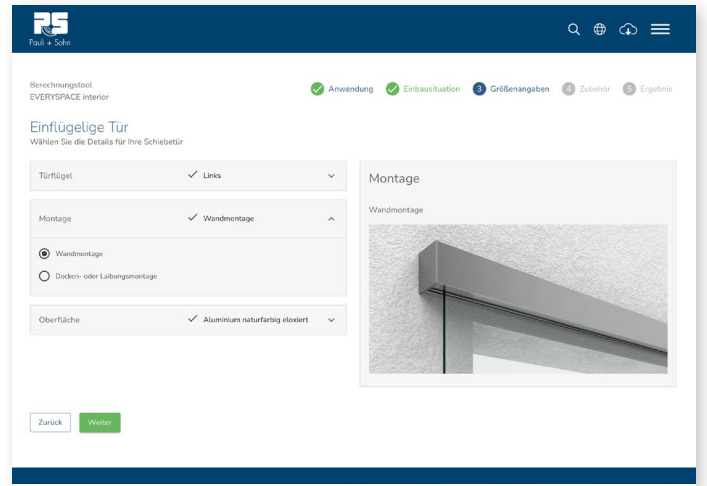 PS
Pauli + Sohn
Berechnungstool
EVERYSPACE interior
Anwendung
Einbausituation
3 Größenangaben
4 Zubehör
5 Ergebnis
Einflügelige Tür
Wählen Sie die Details für Ihre Schiebetür
Türflügel Links
Montage Wandmontage
Wandmontage
Decken- oder Laibungsmontage
Oberfläche Aluminium naturfarbig eloxiert
Montage
Wandmontage
Zurück Weiter